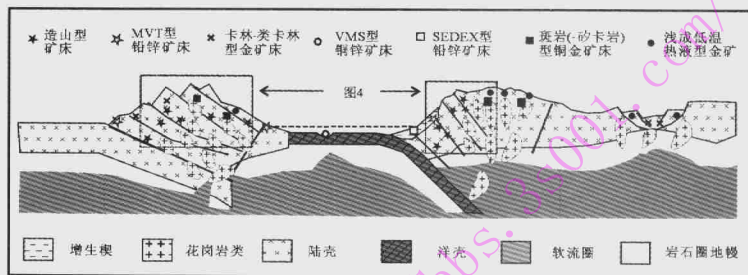 造山型矿床 MVT型铅锌矿床 卡林-类卡林型金矿床 VMS型铜锌矿床 SEDEX型铅锌矿床 斑岩(-矽卡岩)型铜金矿床 浅成低温热液型金矿
图4
增生楔 花岗岩类 陆壳 洋壳 软流圈 岩石圈地幔
bbs.3s001.com/